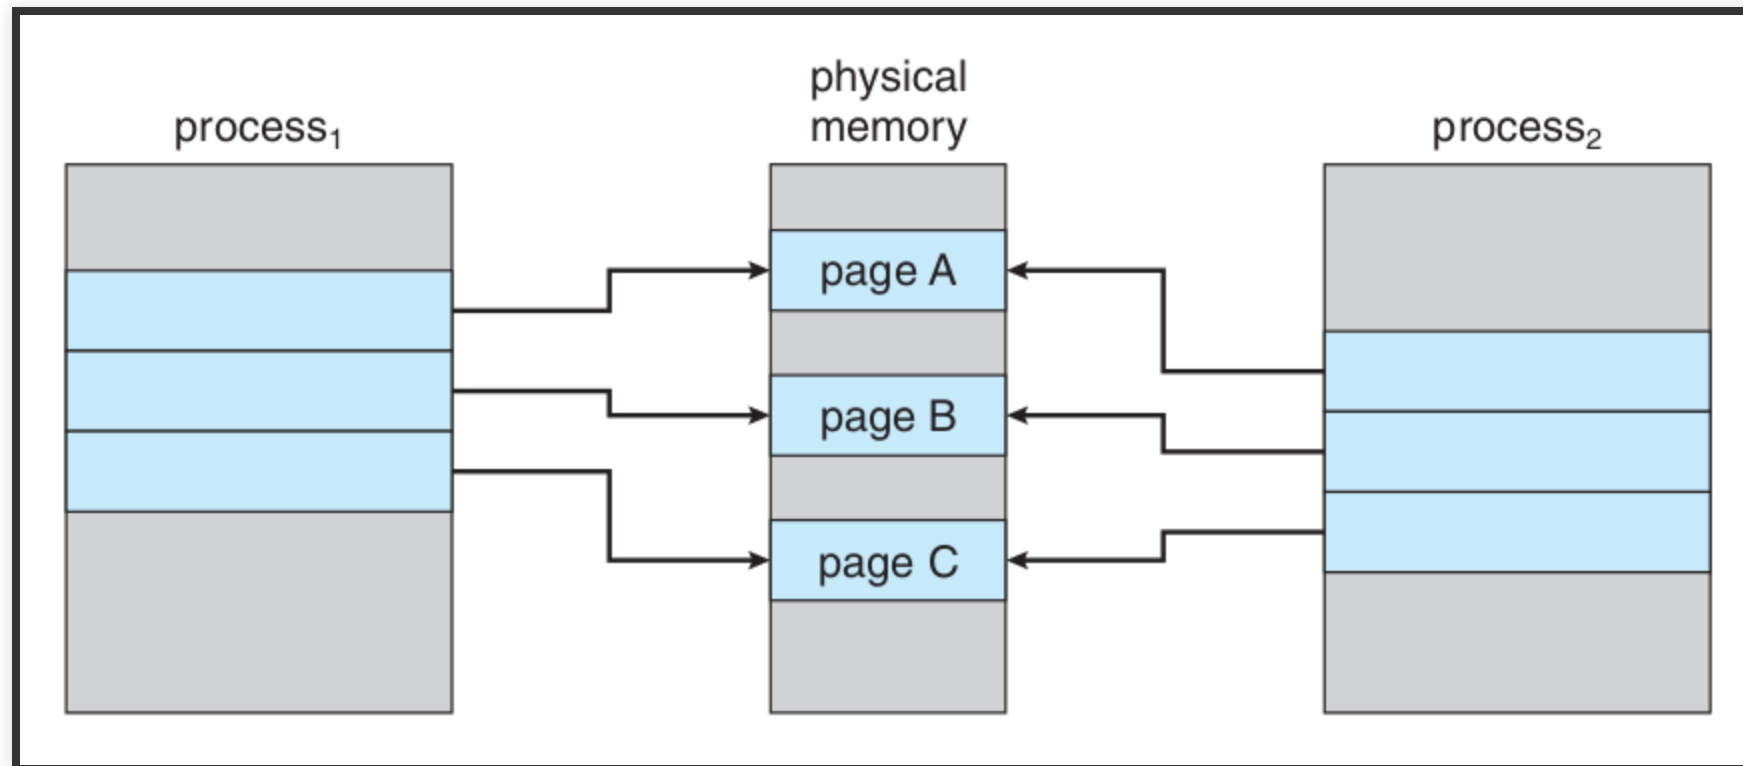 process₁
physical
memory
process₂
page A
page B
page C